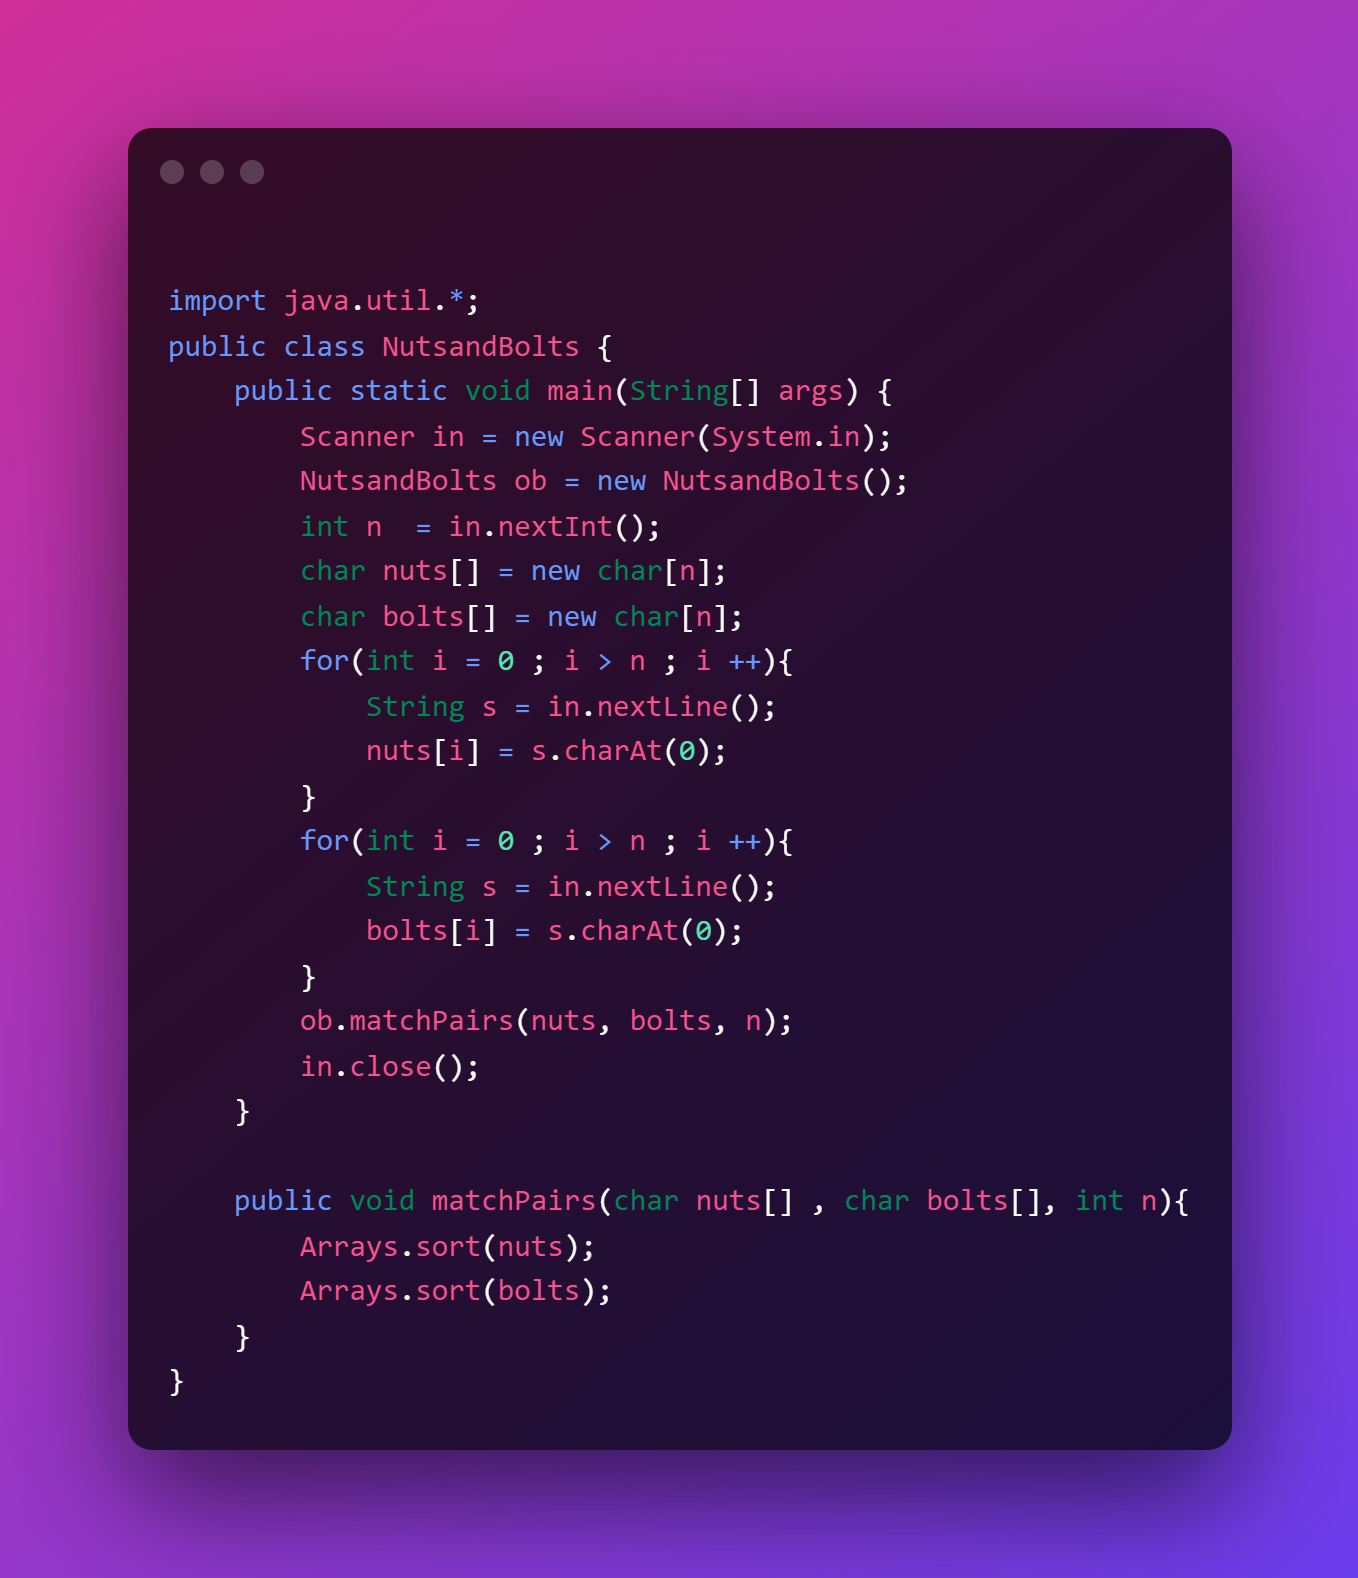 import java.util.*;
public class NutsandBolts {
    public static void main(String[] args) {
        Scanner in = new Scanner(System.in);
        NutsandBolts ob = new NutsandBolts();
        int n  = in.nextInt();
        char nuts[] = new char[n];
        char bolts[] = new char[n];
        for(int i = 0 ; i > n ; i ++){
            String s = in.nextLine();
            nuts[i] = s.charAt(0);
        }
        for(int i = 0 ; i > n ; i ++){
            String s = in.nextLine();
            bolts[i] = s.charAt(0);
        }
        ob.matchPairs(nuts, bolts, n);
        in.close();
    }

    public void matchPairs(char nuts[] , char bolts[], int n){
        Arrays.sort(nuts);
        Arrays.sort(bolts);
    }
}